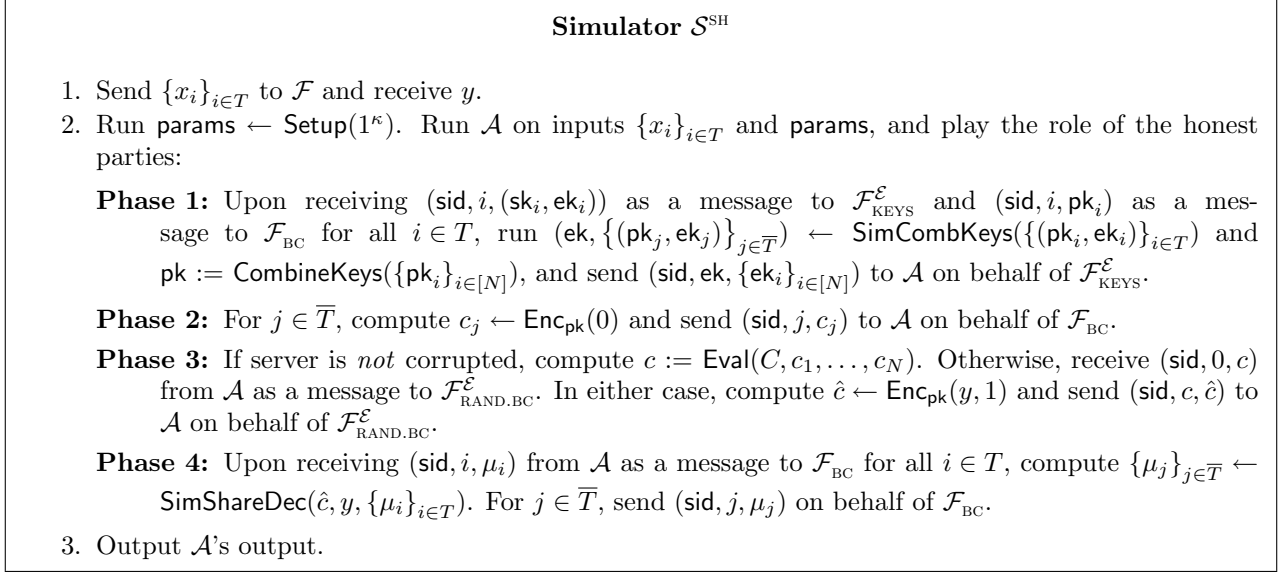 Simulator 𝒮^SH
1. Send {x_i}_{i∈T} to ℱ and receive y.
2. Run params ← Setup(1^κ). Run 𝒜 on inputs {x_i}_{i∈T} and params, and play the role of the honest
parties:
Phase 1: Upon receiving (sid, i, (sk_i, ek_i)) as a message to ℱ^ℰ_KEYS and (sid, i, pk_i) as a mes-
sage to ℱ_BC for all i ∈ T, run (ek, {(pk_j, ek_j)}_{j∈T̅}) ← SimCombKeys({(pk_i, ek_i)}_{i∈T}) and
pk := CombineKeys({pk_i}_{i∈[N]}), and send (sid, ek, {ek_i}_{i∈[N]}) to 𝒜 on behalf of ℱ^ℰ_KEYS.
Phase 2: For j ∈ T̅, compute c_j ← Enc_pk(0) and send (sid, j, c_j) to 𝒜 on behalf of ℱ_BC.
Phase 3: If server is not corrupted, compute c := Eval(C, c_1, . . . , c_N). Otherwise, receive (sid, 0, c)
from 𝒜 as a message to ℱ^ℰ_RAND.BC. In either case, compute ĉ ← Enc_pk(y, 1) and send (sid, c, ĉ) to
𝒜 on behalf of ℱ^ℰ_RAND.BC.
Phase 4: Upon receiving (sid, i, μ_i) from 𝒜 as a message to ℱ_BC for all i ∈ T, compute {μ_j}_{j∈T̅} ←
SimShareDec(ĉ, y, {μ_i}_{i∈T}). For j ∈ T̅, send (sid, j, μ_j) on behalf of ℱ_BC.
3. Output 𝒜's output.